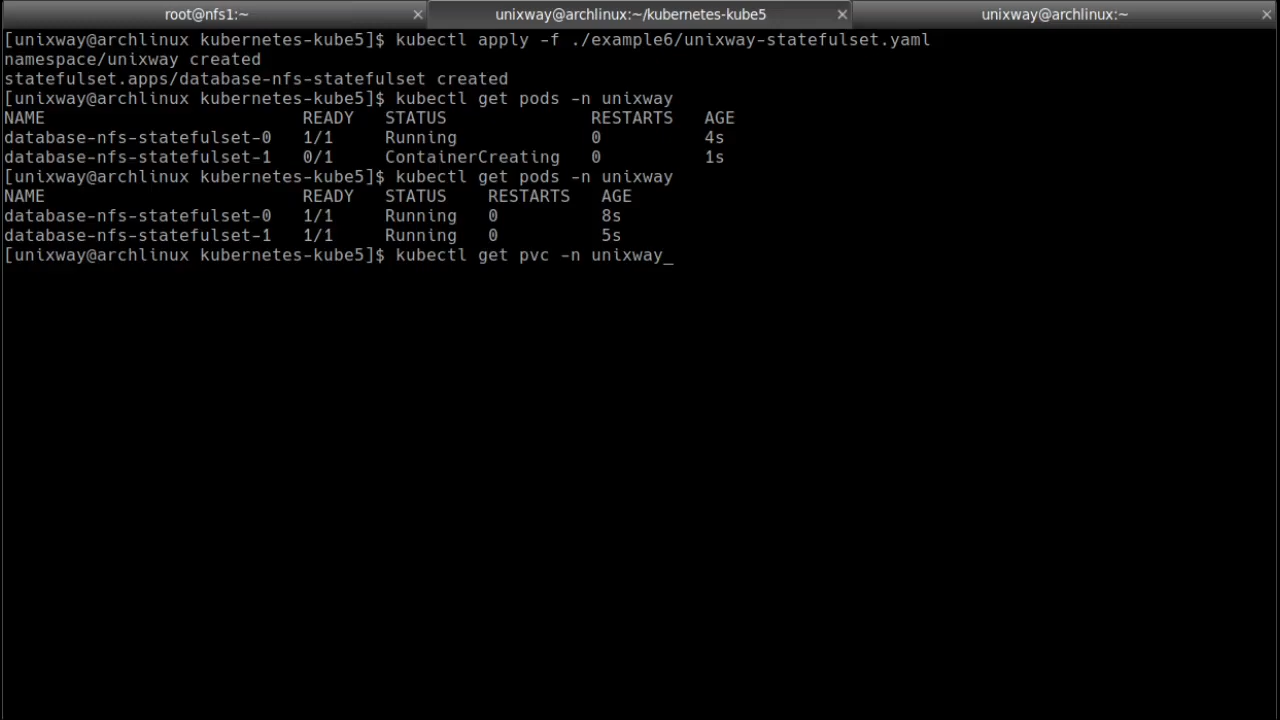 root@nfs1:~ × unixway@archlinux:~/kubernetes-kube5 × unixway@archlinux:~ ×
[unixway@archlinux kubernetes-kube5]$ kubectl apply -f ./example6/unixway-statefulset.yaml
namespace/unixway created
statefulset.apps/database-nfs-statefulset created
[unixway@archlinux kubernetes-kube5]$ kubectl get pods -n unixway
NAME READY STATUS RESTARTS AGE
database-nfs-statefulset-0 1/1 Running 0 4s
database-nfs-statefulset-1 0/1 ContainerCreating 0 1s
[unixway@archlinux kubernetes-kube5]$ kubectl get pods -n unixway
NAME READY STATUS RESTARTS AGE
database-nfs-statefulset-0 1/1 Running 0 8s
database-nfs-statefulset-1 1/1 Running 0 5s
[unixway@archlinux kubernetes-kube5]$ kubectl get pvc -n unixway_